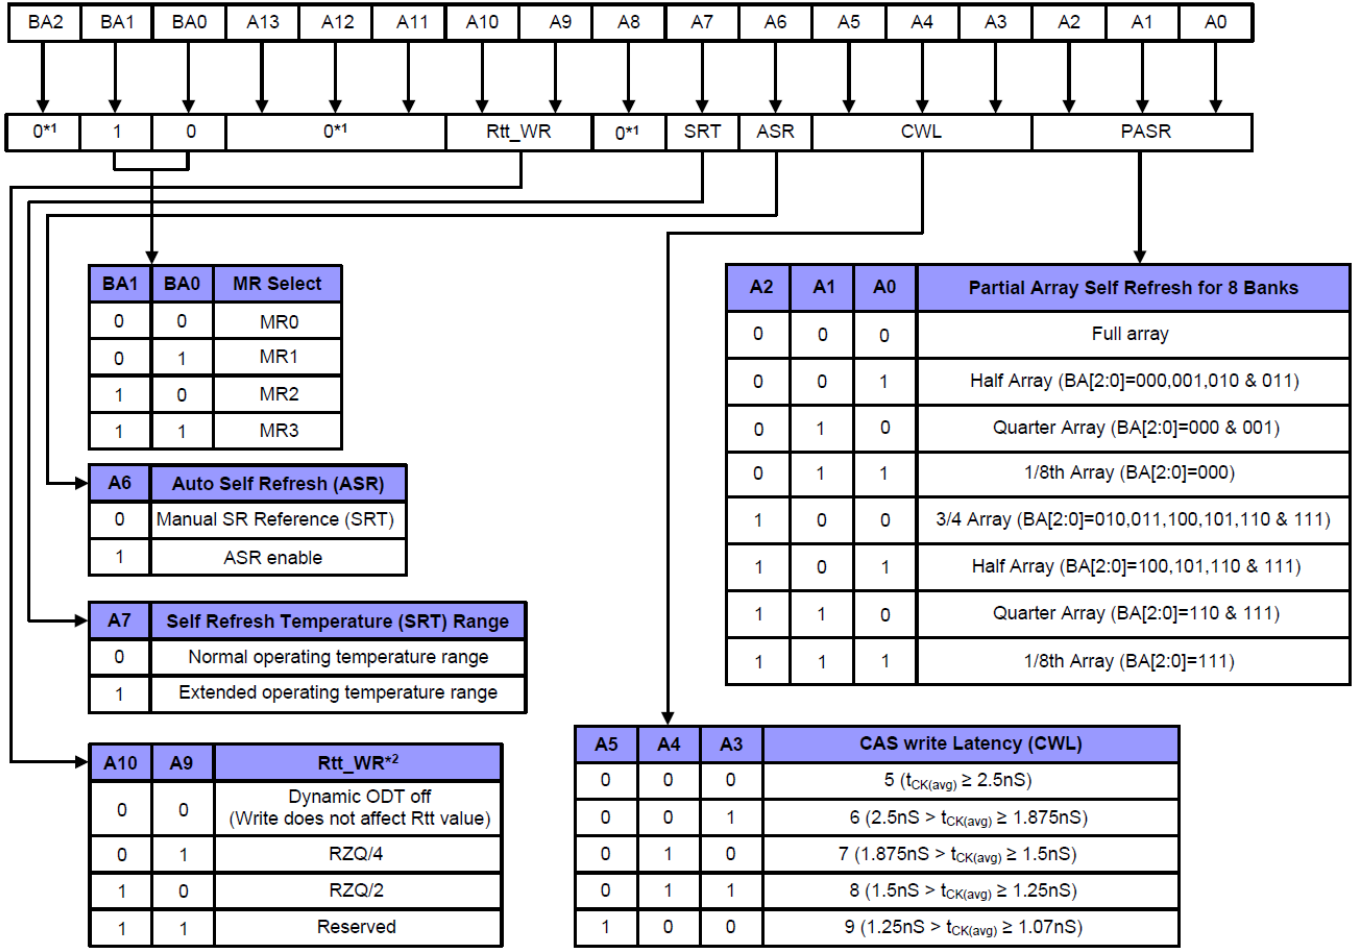 BA2 BA1 BA0 A13 A12 A11 A10 A9 A8 A7 A6 A5 A4 A3 A2 A1 A0
0*1 1 0 0*1 Rtt_WR 0*1 SRT ASR CWL PASR
BA1 BA0 MR Select
0 0 MR0
0 1 MR1
1 0 MR2
1 1 MR3
A6 Auto Self Refresh (ASR)
0 Manual SR Reference (SRT)
1 ASR enable
A7 Self Refresh Temperature (SRT) Range
0 Normal operating temperature range
1 Extended operating temperature range
A10 A9 Rtt_WR*2
0 0 Dynamic ODT off
(Write does not affect Rtt value)
0 1 RZQ/4
1 0 RZQ/2
1 1 Reserved
A2 A1 A0 Partial Array Self Refresh for 8 Banks
0 0 0 Full array
0 0 1 Half Array (BA[2:0]=000,001,010 & 011)
0 1 0 Quarter Array (BA[2:0]=000 & 001)
0 1 1 1/8th Array (BA[2:0]=000)
1 0 0 3/4 Array (BA[2:0]=010,011,100,101,110 & 111)
1 0 1 Half Array (BA[2:0]=100,101,110 & 111)
1 1 0 Quarter Array (BA[2:0]=110 & 111)
1 1 1 1/8th Array (BA[2:0]=111)
A5 A4 A3 CAS write Latency (CWL)
0 0 0 5 (tCK(avg) ≥ 2.5nS)
0 0 1 6 (2.5nS > tCK(avg) ≥ 1.875nS)
0 1 0 7 (1.875nS > tCK(avg) ≥ 1.5nS)
0 1 1 8 (1.5nS > tCK(avg) ≥ 1.25nS)
1 0 0 9 (1.25nS > tCK(avg) ≥ 1.07nS)